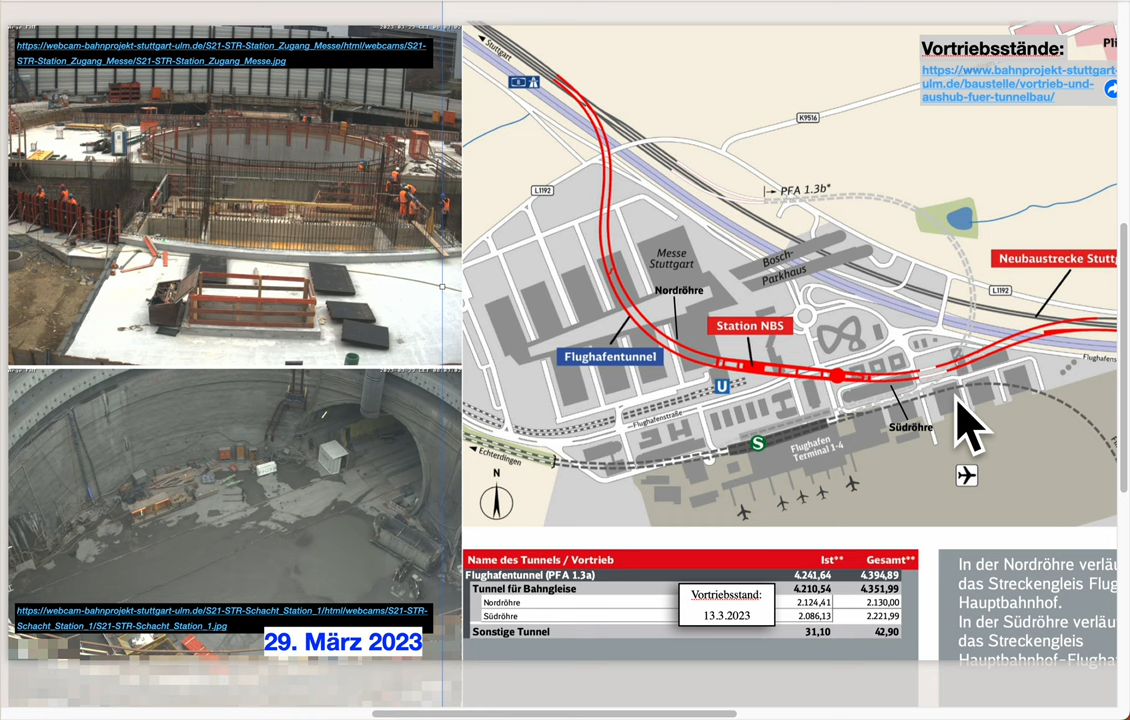 https://webcam-bahnprojekt-stuttgart-ulm.de/S21-STR-Station_Zugang_Messe/html/webcams/S21-
STR-Station_Zugang_Messe/S21-STR-Station_Zugang_Messe.jpg
https://webcam-bahnprojekt-stuttgart-ulm.de/S21-STR-Schacht_Station_1/html/webcams/S21-STR-
Schacht_Station_1/S21-STR-Schacht_Station_1.jpg
29. März 2023
Stuttgart
Vortriebsstände:
https://www.bahnprojekt-stuttgart-
ulm.de/baustelle/vortrieb-und-
aushub-fuer-tunnelbau/
Pli
8
K9516
L1192
PFA 1.3b*
Messe
Stuttgart
Bosch-
Parkhaus
Neubaustrecke Stuttg
L1192
Nordröhre
Station NBS
Flughafentunnel
Flughafens
U
Flughafenstraße
Südröhre
S
Flughafen
Terminal 1-4
Echterdingen
N
Name des Tunnels / Vortrieb Ist** Gesamt**
Flughafentunnel (PFA 1.3a) 4.241,64 4.394,89
Tunnel für Bahngleise 4.210,54 4.351,99
Nordröhre 2.124,41 2.130,00
Südröhre 2.086,13 2.221,99
Sonstige Tunnel 31,10 42,90
Vortriebsstand:
13.3.2023
In der Nordröhre verläu
das Streckengleis Flug
Hauptbahnhof.
In der Südröhre verläu
das Streckengleis
Hauptbahnhof-Flugha